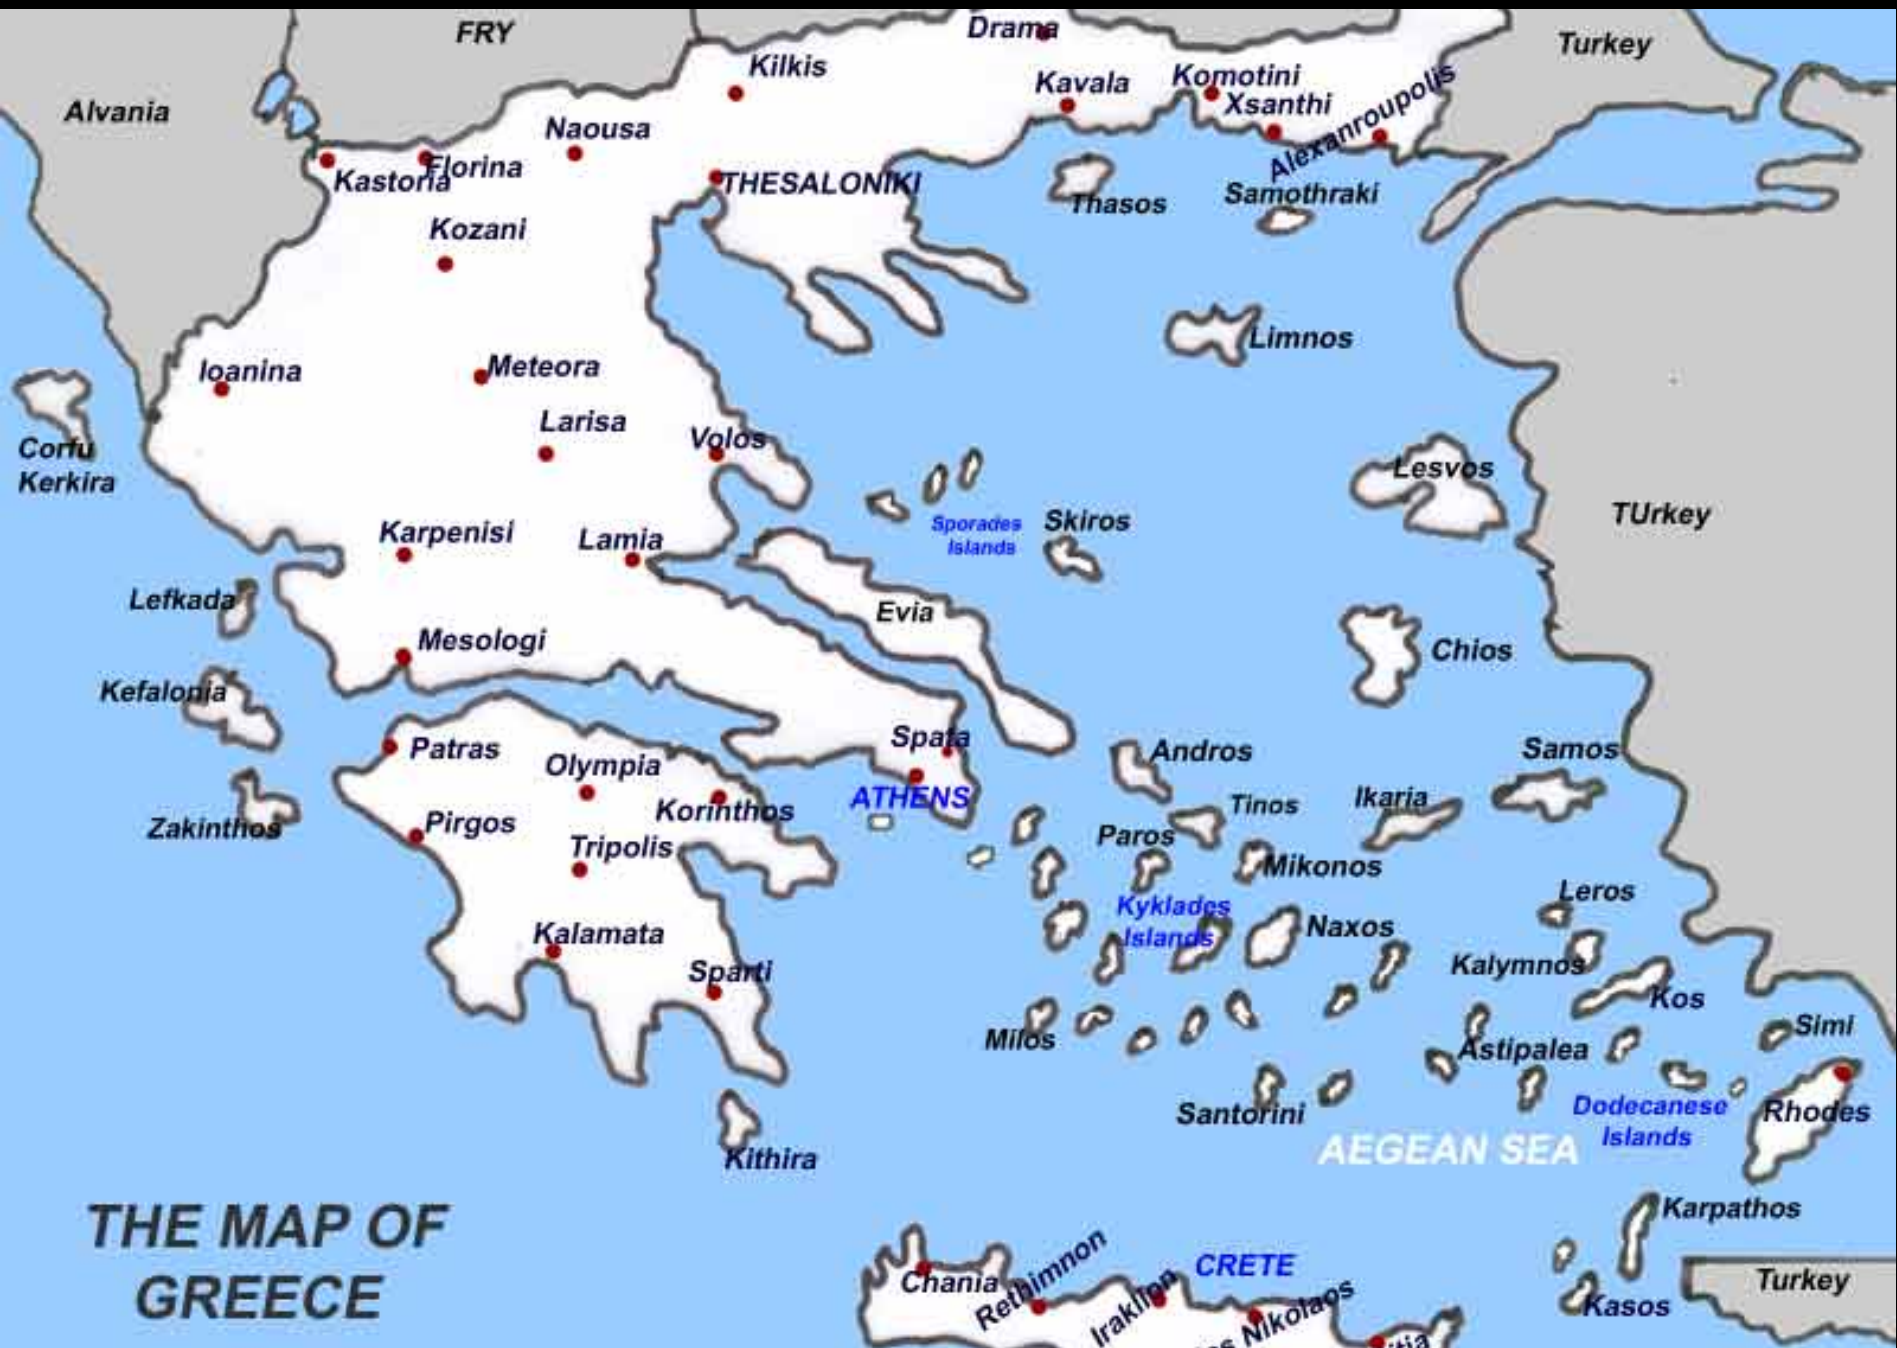 FRY
Drama
Turkey
Kilkis
Alvania
Kavala
Komotini
Xsanthi
Alexanroupolis
Naousa
Florina
Kastoria
THESALONIKI
Thasos
Samothraki
Kozani
Limnos
Ioanina
Meteora
Larisa
Volos
Corfu
Kerkira
Lesvos
TUrkey
Sporades
Islands
Skiros
Karpenisi
Lamia
Lefkada
Evia
Mesologi
Chios
Kefalonia
Patras
Spata
Andros
Samos
Olympia
ATHENS
Korinthos
Tinos
Ikaria
Zakinthos
Pirgos
Paros
Tripolis
Mikonos
Kyklades
Islands
Leros
Kalamata
Naxos
Sparti
Kalymnos
Kos
Milos
Simi
Astipalea
Santorini
Dodecanese
Islands
Rhodes
AEGEAN SEA
Kithira
Karpathos
THE MAP OF
GREECE
CRETE
Chania
Rethimnon
Iraklion
Nikolaos
Kasos
Turkey